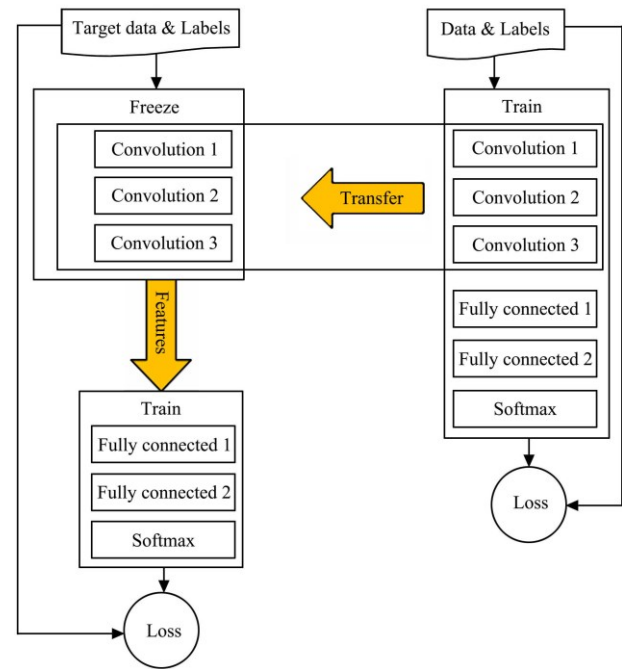 Target data & Labels
Data & Labels
Freeze
Convolution 1
Convolution 2
Convolution 3
Transfer
Features
Train
Fully connected 1
Fully connected 2
Softmax
Loss
Train
Convolution 1
Convolution 2
Convolution 3
Fully connected 1
Fully connected 2
Softmax
Loss